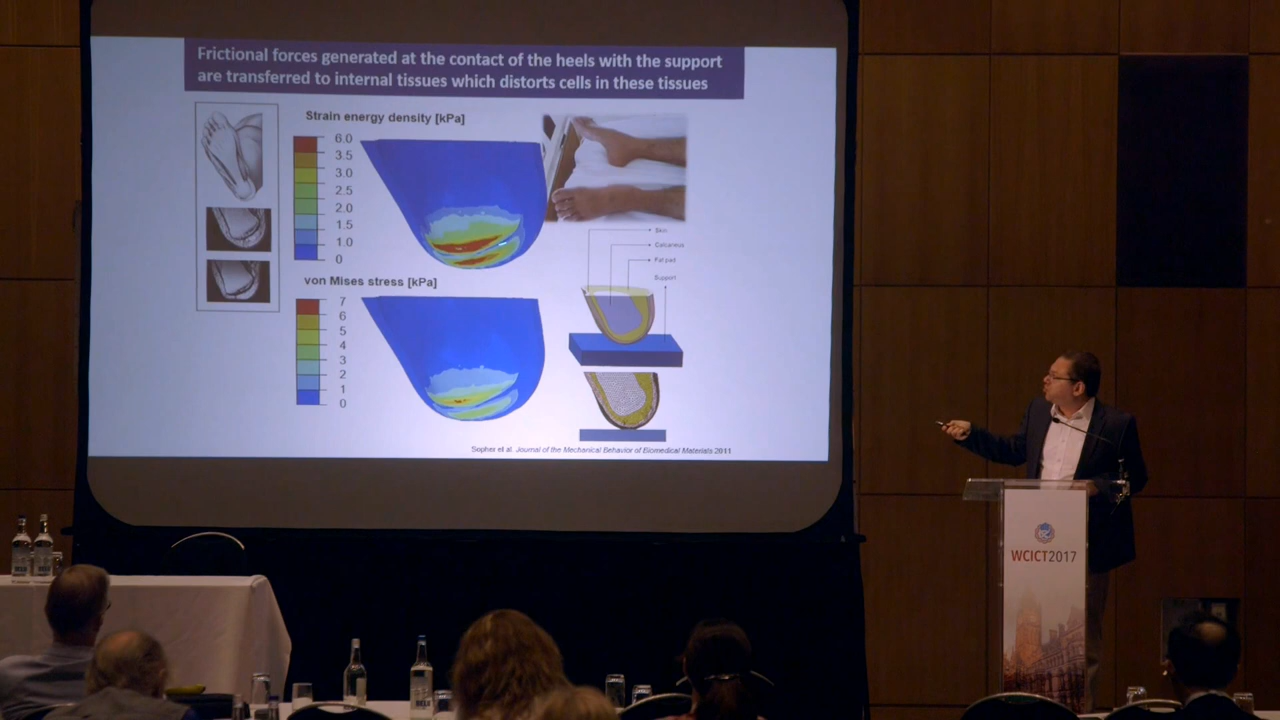 Frictional forces generated at the contact of the heels with the support
are transferred to internal tissues which distorts cells in these tissues
Strain energy density [kPa]
6.0
3.5
3.0
2.5
2.0
1.5
1.0
0
Skin
Calcaneus
Fat pad
Support
von Mises stress [kPa]
7
6
5
4
3
2
1
0
Sopher et al. Journal of the Mechanical Behavior of Biomedical Materials 2011
WCICT2017